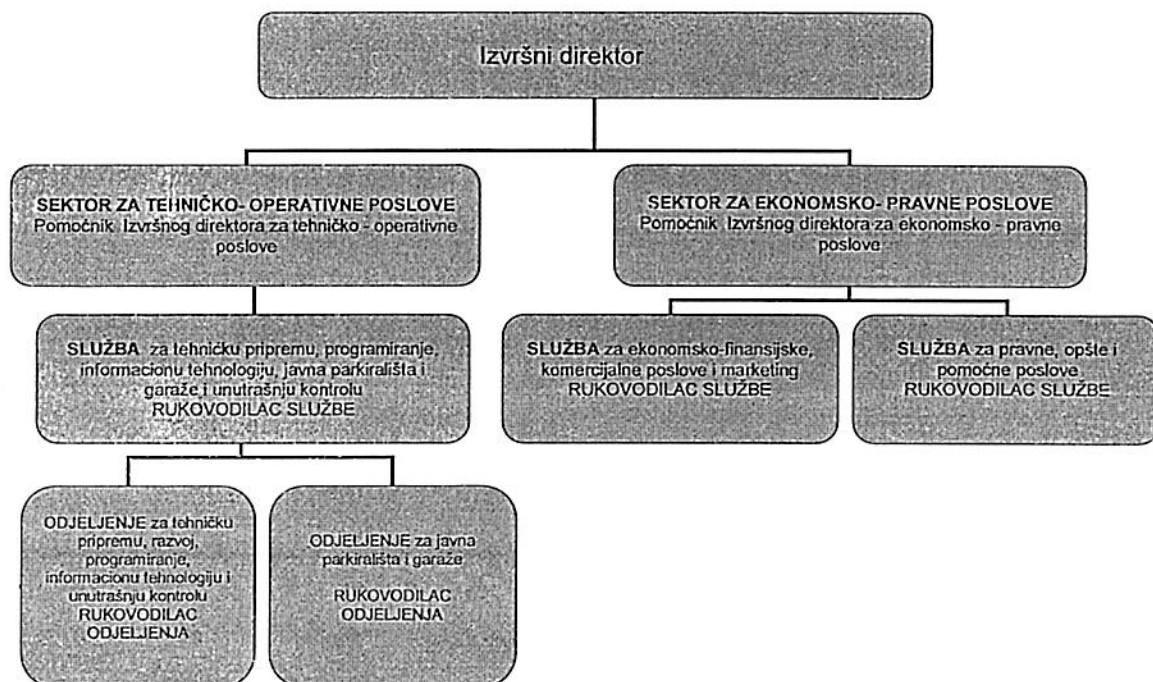 Izvršni direktor
SEKTOR ZA TEHNIČKO- OPERATIVNE POSLOVE
Pomoćnik Izvršnog direktora za tehničko - operativne
poslove
SEKTOR ZA EKONOMSKO- PRAVNE POSLOVE
Pomoćnik Izvršnog direktora za ekonomsko - pravne
poslove
SLUŽBA za tehničku pripremu, programiranje,
informacionu tehnologiju, javna parkirališta i
garaže i unutrašnju kontrolu
RUKOVODILAC SLUŽBE
SLUŽBA za ekonomsko-finansijske,
komercijalne poslove i marketing
RUKOVODILAC SLUŽBE
SLUŽBA za pravne, opšte i
pomoćne poslove
RUKOVODILAC SLUŽBE
ODJELJENJE za tehničku
pripremu, razvoj,
programiranje,
informacionu tehnologiju i
unutrašnju kontrolu
RUKOVODILAC
ODJELJENJA
ODJELJENJE za javna
parkirališta i garaže
RUKOVODILAC
ODJELJENJA